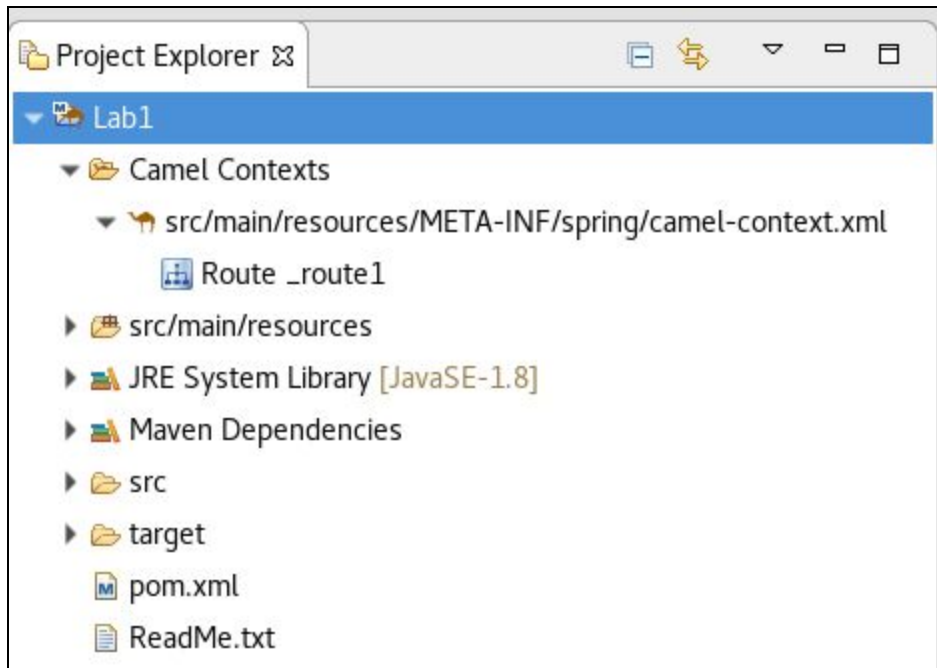 Project Explorer
Lab1
Camel Contexts
src/main/resources/META-INF/spring/camel-context.xml
Route _route1
src/main/resources
JRE System Library [JavaSE-1.8]
Maven Dependencies
src
target
pom.xml
ReadMe.txt